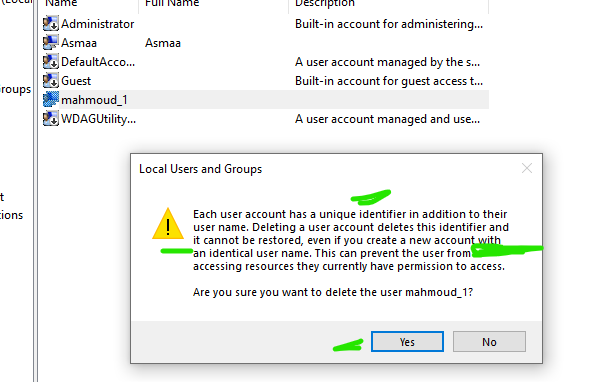 (Local
Name Full Name Description
Administrator Built-in account for administering...
Asmaa Asmaa
DefaultAcco... A user account managed by the s...
Groups Guest Built-in account for guest access t...
mahmoud_1
WDAGUtility... A user account managed and use...
Local Users and Groups
Each user account has a unique identifier in addition to their
user name. Deleting a user account deletes this identifier and
it cannot be restored, even if you create a new account with
an identical user name. This can prevent the user from
accessing resources they currently have permission to access.
Are you sure you want to delete the user mahmoud_1?
Yes No
t
tions